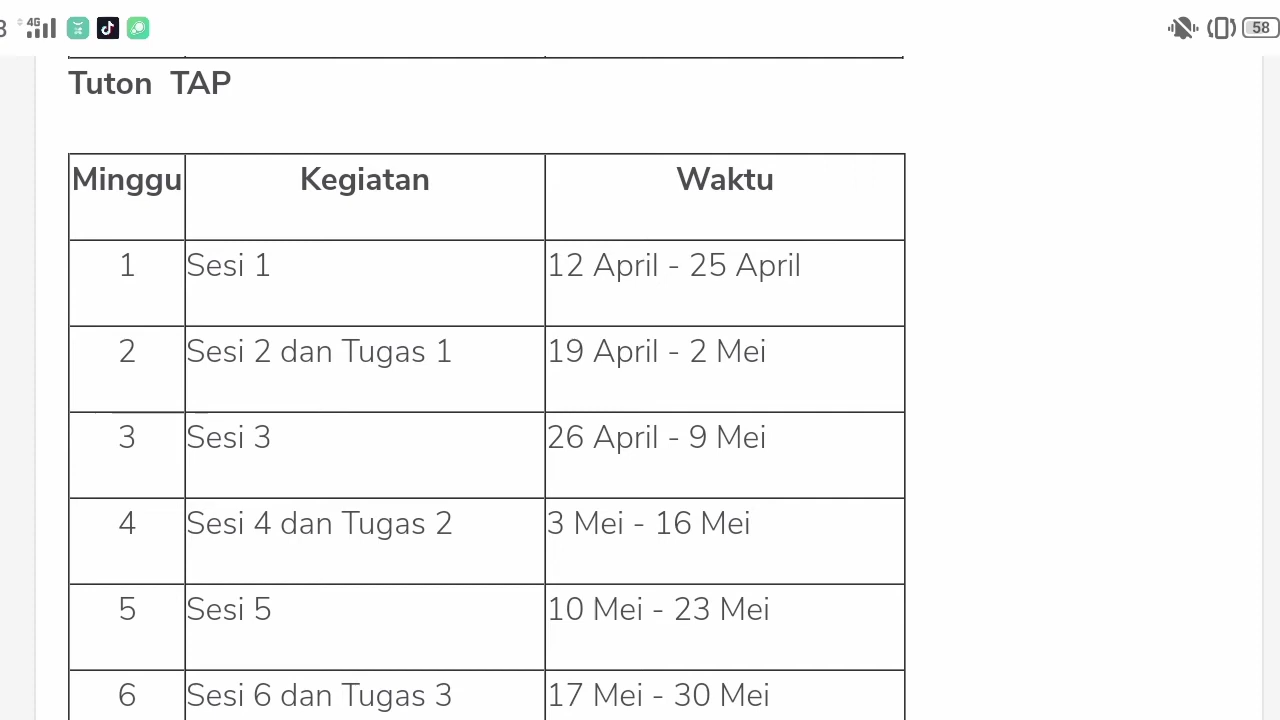 4G 58
Tuton TAP
Minggu Kegiatan Waktu
1 Sesi 1 12 April - 25 April
2 Sesi 2 dan Tugas 1 19 April - 2 Mei
3 Sesi 3 26 April - 9 Mei
4 Sesi 4 dan Tugas 2 3 Mei - 16 Mei
5 Sesi 5 10 Mei - 23 Mei
6 Sesi 6 dan Tugas 3 17 Mei - 30 Mei